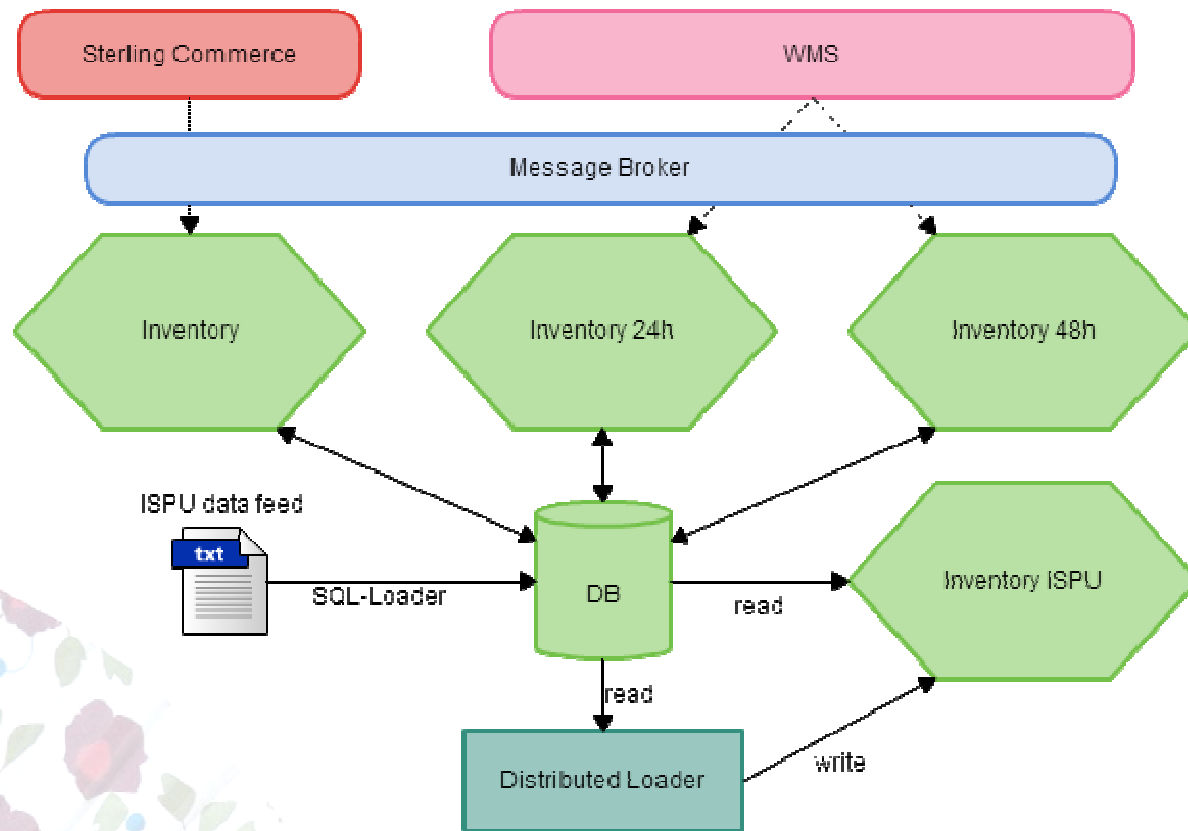 Sterling Commerce
WMS
Message Broker
Inventory
Inventory 24h
Inventory 48h
ISPU data feed
txt
SQL-Loader
DB
read
Inventory ISPU
read
Distributed Loader
write